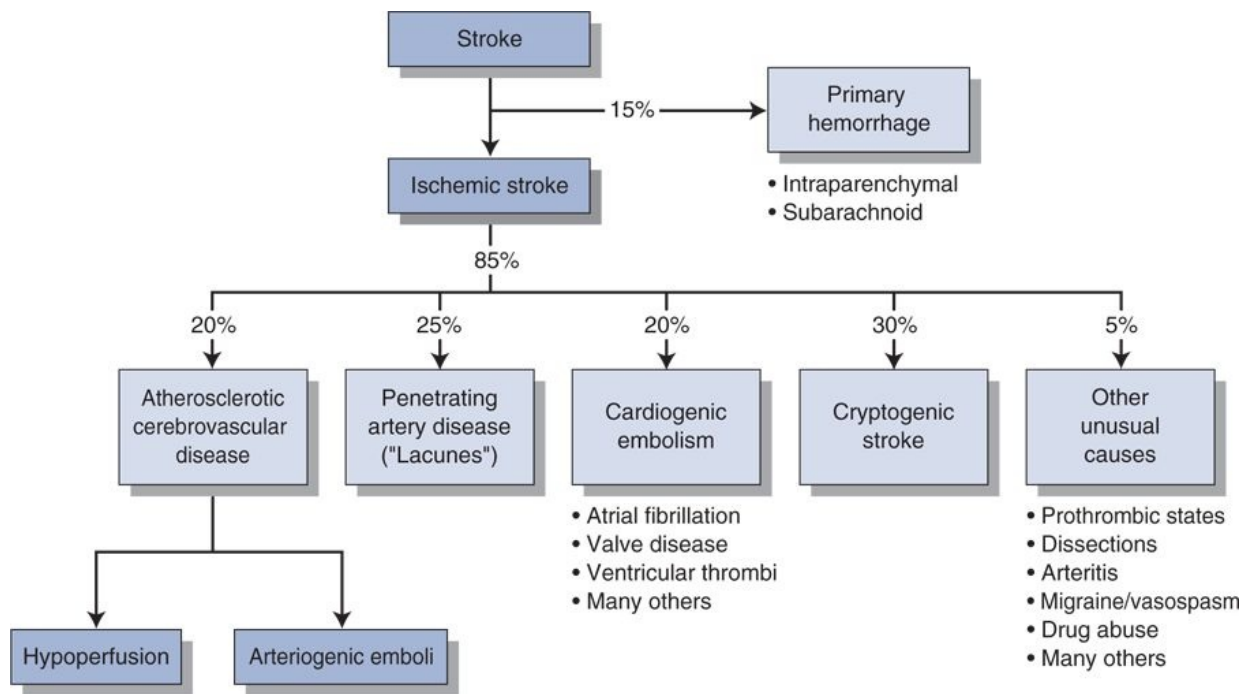 Stroke
15%
Primary
hemorrhage
• Intraparenchymal
• Subarachnoid
Ischemic stroke
85%
20%
25%
20%
30%
5%
Atherosclerotic
cerebrovascular
disease
Penetrating
artery disease
("Lacunes")
Cardiogenic
embolism
Cryptogenic
stroke
Other
unusual
causes
• Atrial fibrillation
• Valve disease
• Ventricular thrombi
• Many others
• Prothrombic states
• Dissections
• Arteritis
• Migraine/vasospasm
• Drug abuse
• Many others
Hypoperfusion
Arteriogenic emboli